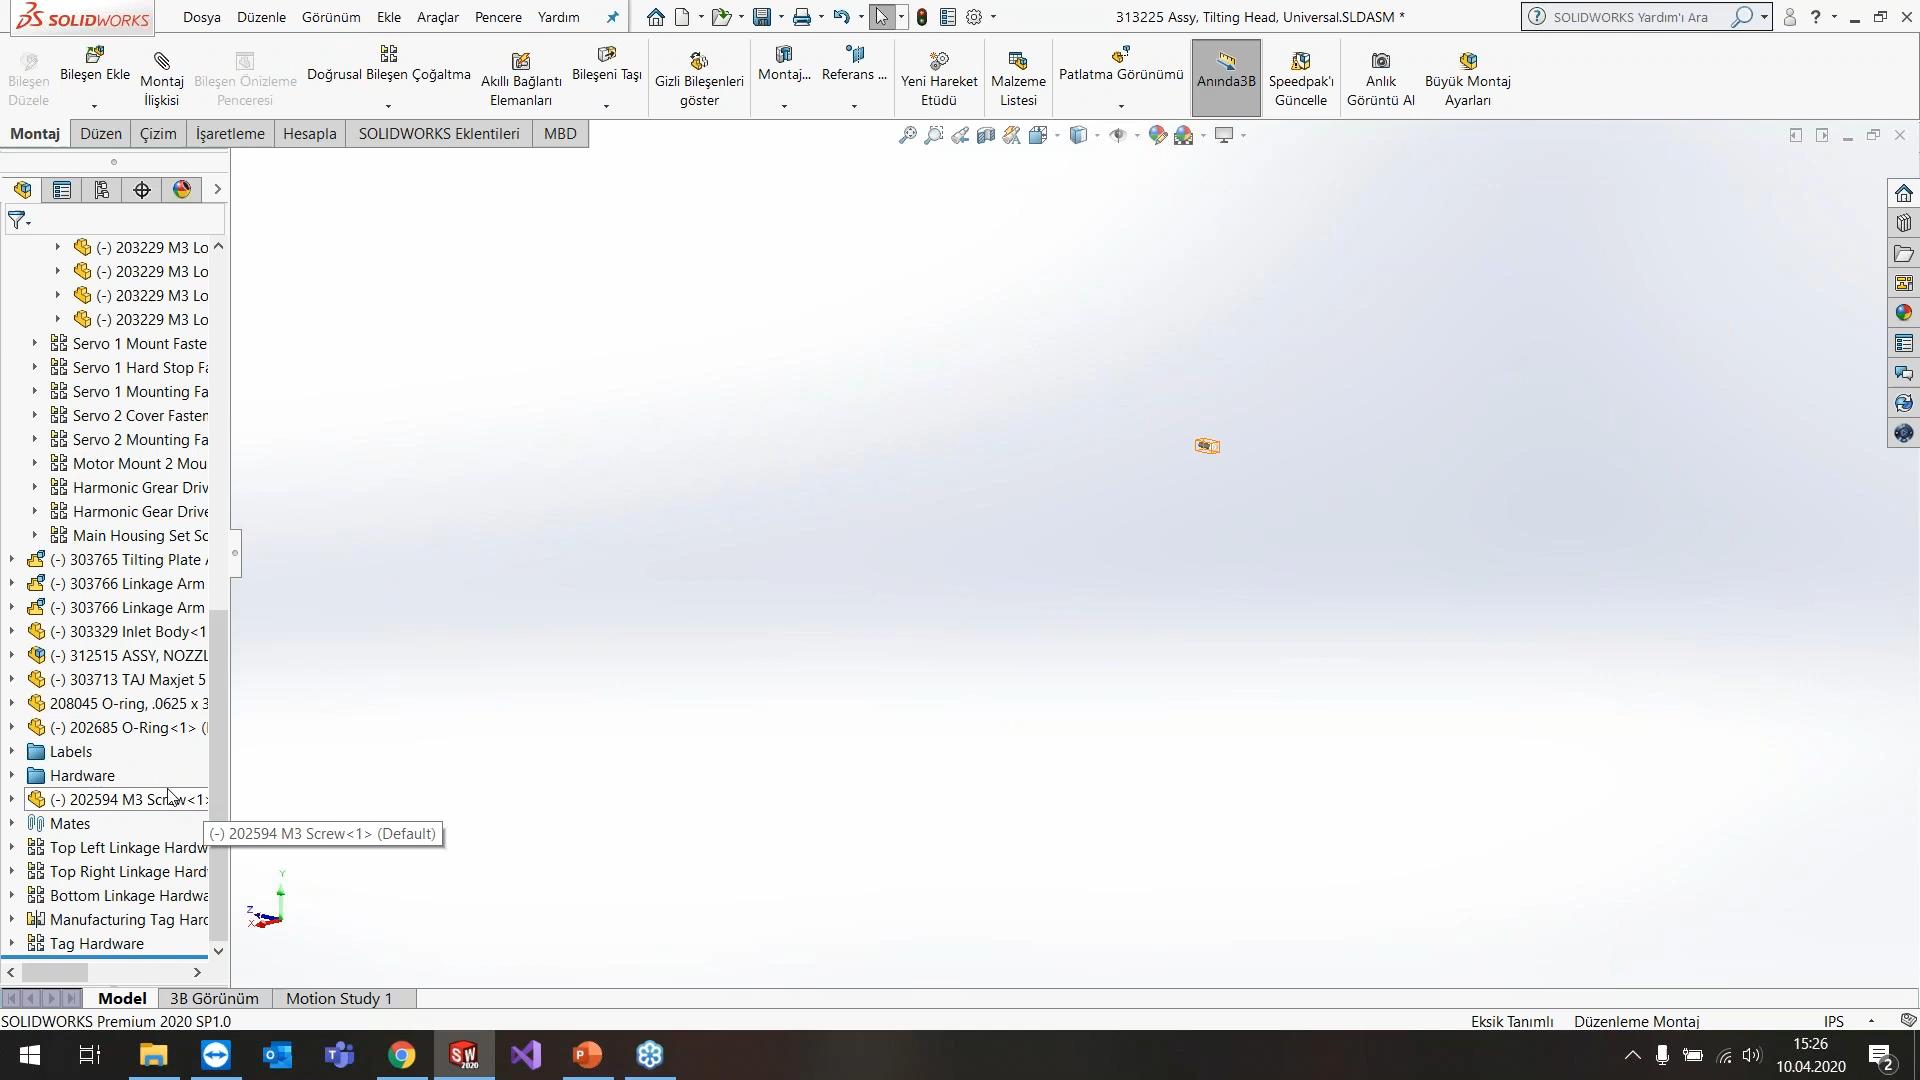 SOLIDWORKS
Dosya Düzenle Görünüm Ekle Araçlar Pencere Yardım
313225 Assy, Tilting Head, Universal.SLDASM *
SOLIDWORKS Yardım'ı Ara
Bileşen Düzele
Bileşen Ekle
Montaj İlişkisi
Bileşen Önizleme Penceresi
Doğrusal Bileşen Çoğaltma
Akıllı Bağlantı Elemanları
Bileşeni Taşı
Gizli Bileşenleri göster
Montaj...
Referans ...
Yeni Hareket Etüdü
Malzeme Listesi
Patlatma Görünümü
Anında3B
Speedpak'ı Güncelle
Anlık Görüntü Al
Büyük Montaj Ayarları
Montaj Düzen Çizim İşaretleme Hesapla SOLIDWORKS Eklentileri MBD
(-) 203229 M3 Lo
(-) 203229 M3 Lo
(-) 203229 M3 Lo
(-) 203229 M3 Lo
Servo 1 Mount Faste
Servo 1 Hard Stop Fa
Servo 1 Mounting Fa
Servo 2 Cover Fasten
Servo 2 Mounting Fa
Motor Mount 2 Mou
Harmonic Grear Driv
Harmonic Gear Drive
Main Housing Set Sc
(-) 303765 Tilting Plate A
(-) 303766 Linkage Arm
(-) 303766 Linkage Arm
(-) 303329 Inlet Body<1
(-) 312515 ASSY, NOZZL
(-) 303713 TAJ Maxjet 5
208045 O-ring, .0625 x 3
(-) 202685 O-Ring<1> (
Labels
Hardware
(-) 202594 M3 Screw<1>
Mates
(-) 202594 M3 Screw<1> (Default)
Top Left Linkage Hardw
Top Right Linkage Hard
Bottom Linkage Hardwa
Manufacturing Tag Hard
Tag Hardware
Y
Z
X
Model 3B Görünüm Motion Study 1
SOLIDWORKS Premium 2020 SP1.0
Eksik Tanımlı Düzenleme Montaj IPS
SW 2020
15:26
10.04.2020
2